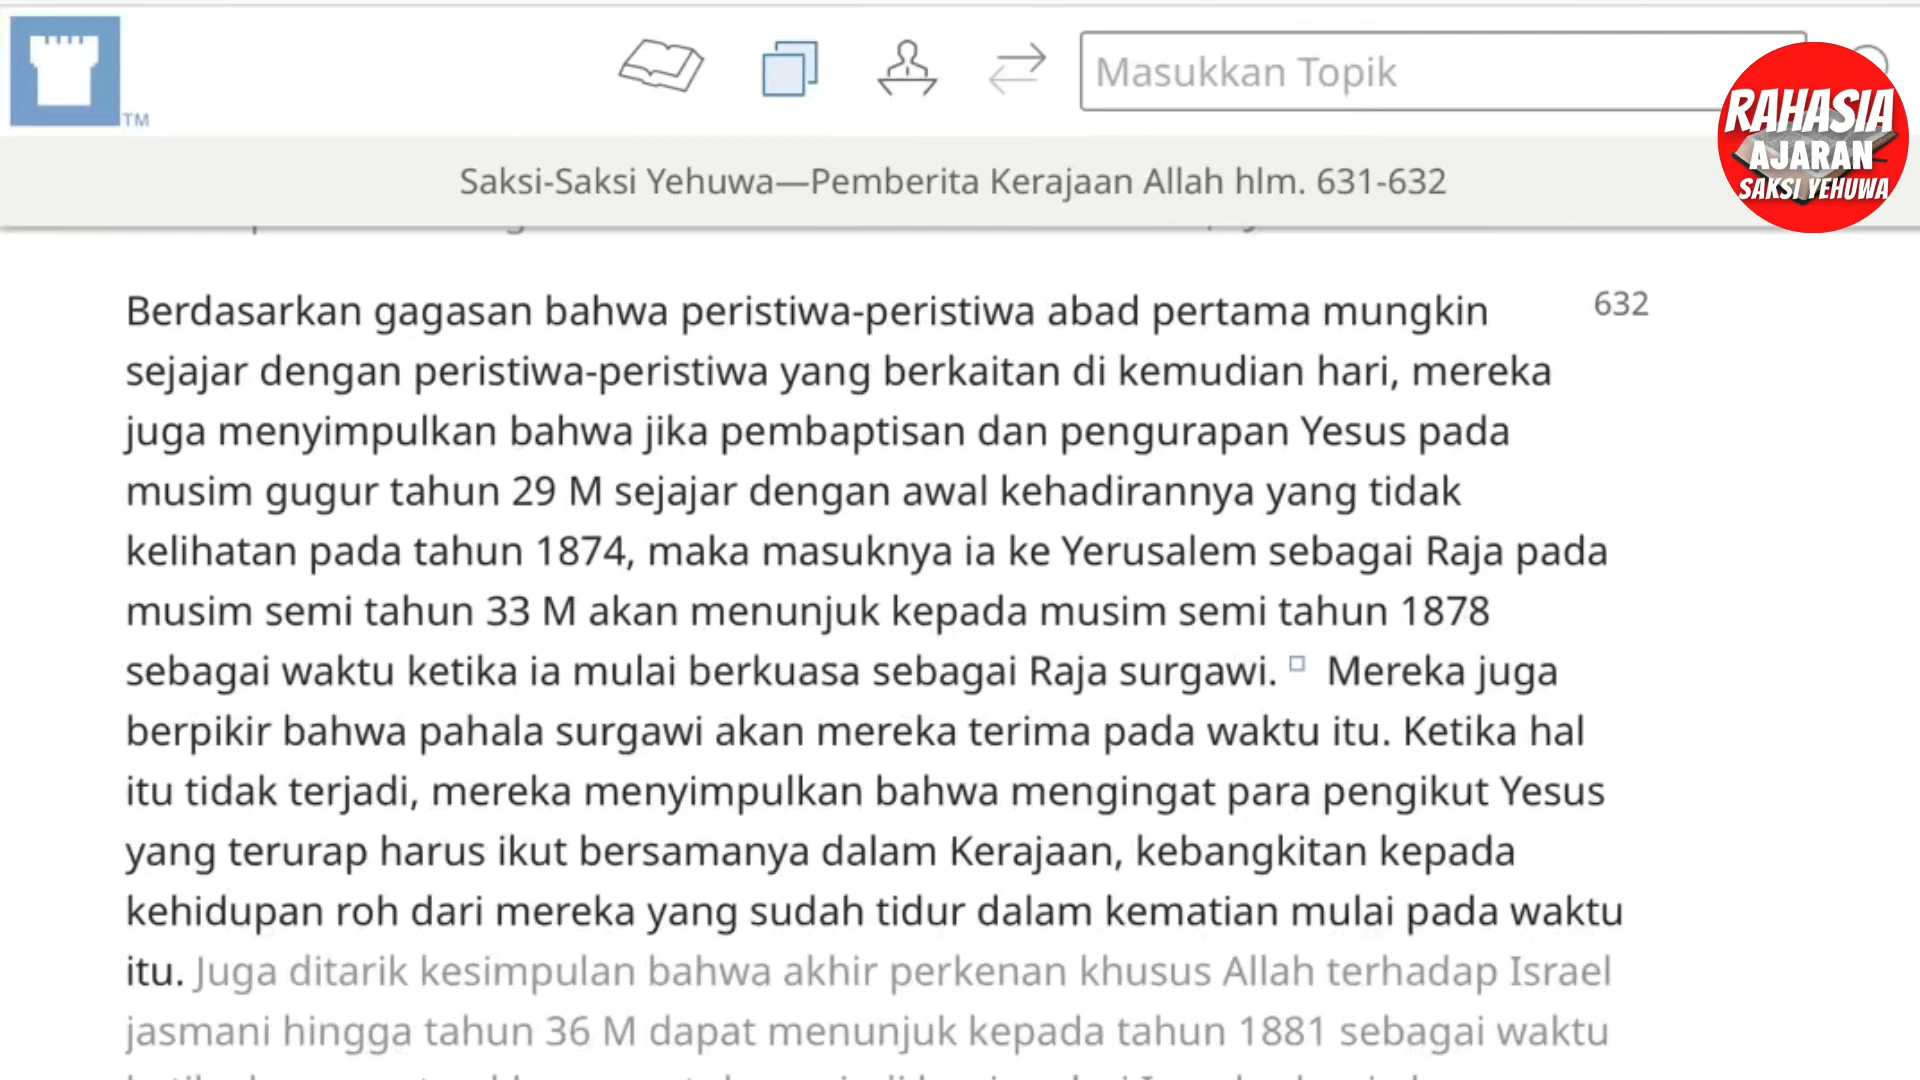 TM
Masukkan Topik
RAHASIA
AJARAN
SAKSI YEHUWA
Saksi-Saksi Yehuwa—Pemberita Kerajaan Allah hlm. 631-632
632
Berdasarkan gagasan bahwa peristiwa-peristiwa abad pertama mungkin
sejajar dengan peristiwa-peristiwa yang berkaitan di kemudian hari, mereka
juga menyimpulkan bahwa jika pembaptisan dan pengurapan Yesus pada
musim gugur tahun 29 M sejajar dengan awal kehadirannya yang tidak
kelihatan pada tahun 1874, maka masuknya ia ke Yerusalem sebagai Raja pada
musim semi tahun 33 M akan menunjuk kepada musim semi tahun 1878
sebagai waktu ketika ia mulai berkuasa sebagai Raja surgawi. Mereka juga
berpikir bahwa pahala surgawi akan mereka terima pada waktu itu. Ketika hal
itu tidak terjadi, mereka menyimpulkan bahwa mengingat para pengikut Yesus
yang terurap harus ikut bersamanya dalam Kerajaan, kebangkitan kepada
kehidupan roh dari mereka yang sudah tidur dalam kematian mulai pada waktu
itu. Juga ditarik kesimpulan bahwa akhir perkenan khusus Allah terhadap Israel
jasmani hingga tahun 36 M dapat menunjuk kepada tahun 1881 sebagai waktu